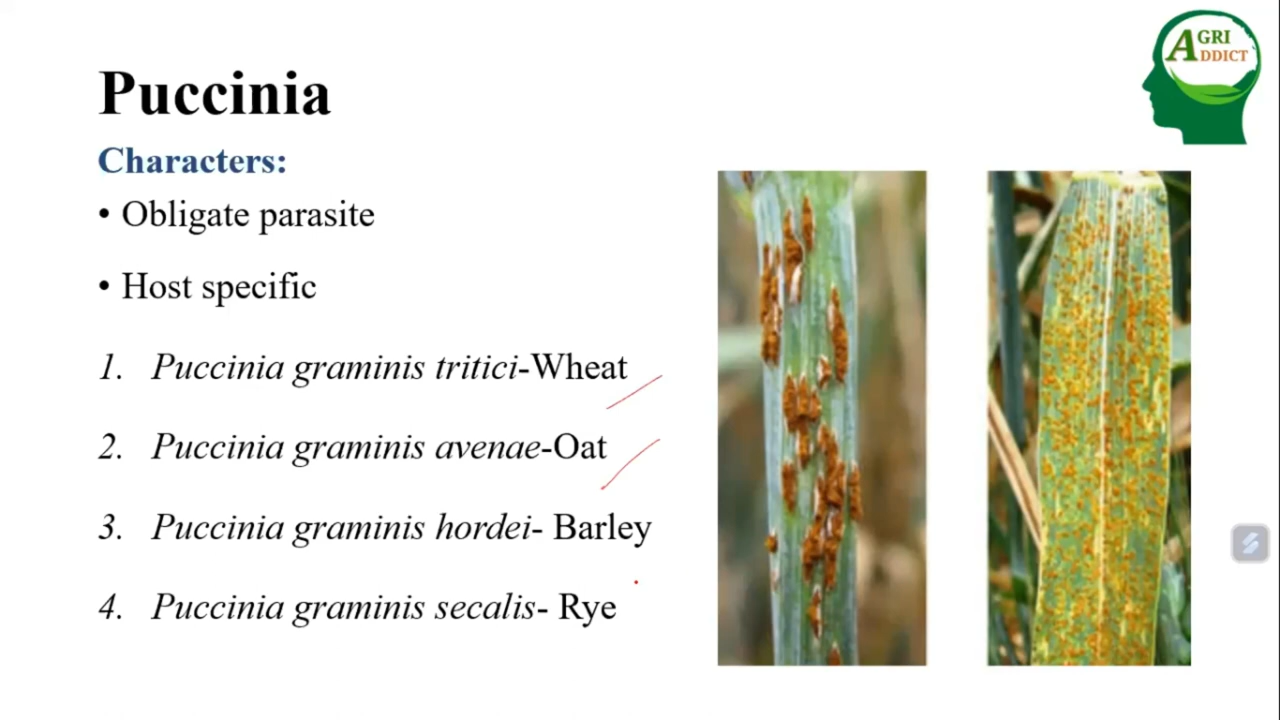 AGRI
ADDICT
Puccinia
Characters:
• Obligate parasite
• Host specific
1. Puccinia graminis tritici-Wheat
2. Puccinia graminis avenae-Oat
3. Puccinia graminis hordei- Barley
4. Puccinia graminis secalis- Rye